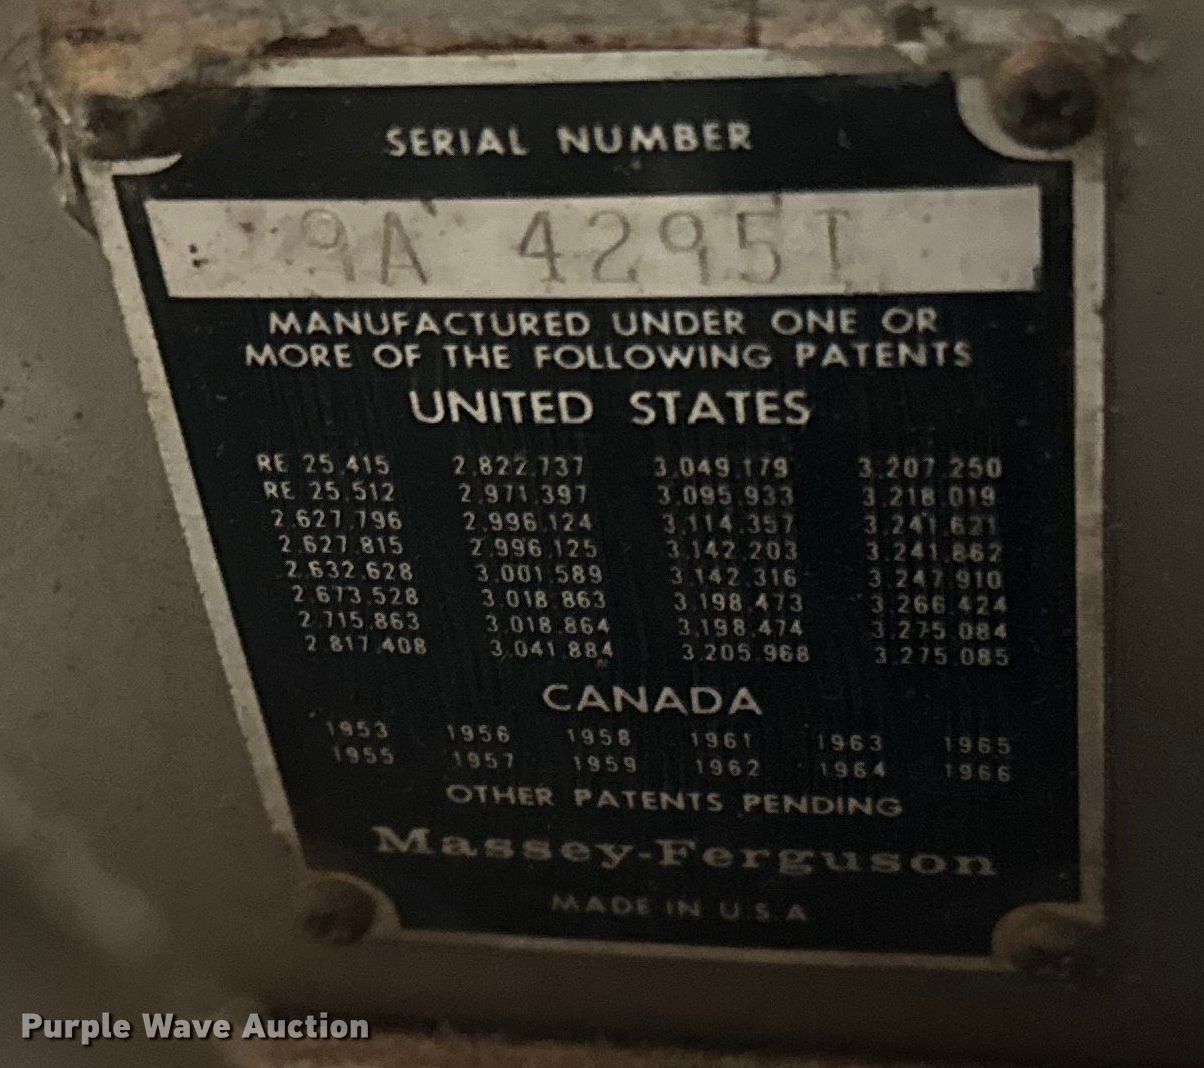 SERIAL NUMBER
9A 42951
MANUFACTURED UNDER ONE OR
MORE OF THE FOLLOWING PATENTS
UNITED STATES
RE 25.415 2.822.737 3.049.179 3.207.250
RE 25.512 2.971.397 3.095.933 3.218.019
2.627.796 2.996.124 3.114.357 3.241.621
2.627.815 2.996.125 3.142.203 3.241.862
2.632.628 3.001.589 3.142.316 3.247.910
2.673.528 3.018.863 3.198.473 3.266.424
2.715.863 3.018.864 3.198.474 3.275.084
2.817.408 3.041.884 3.205.968 3.275.085
CANADA
1953 1956 1958 1961 1963 1965
1955 1957 1959 1962 1964 1966
OTHER PATENTS PENDING
Massey-Ferguson
MADE IN U.S.A
Purple Wave Auction